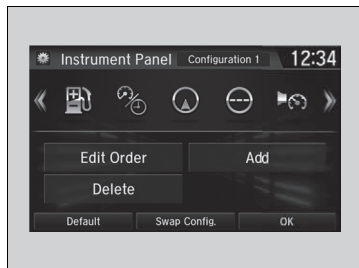 Instrument Panel Configuration 1 12:34
Edit Order Add
Delete
Default Swap Config. OK